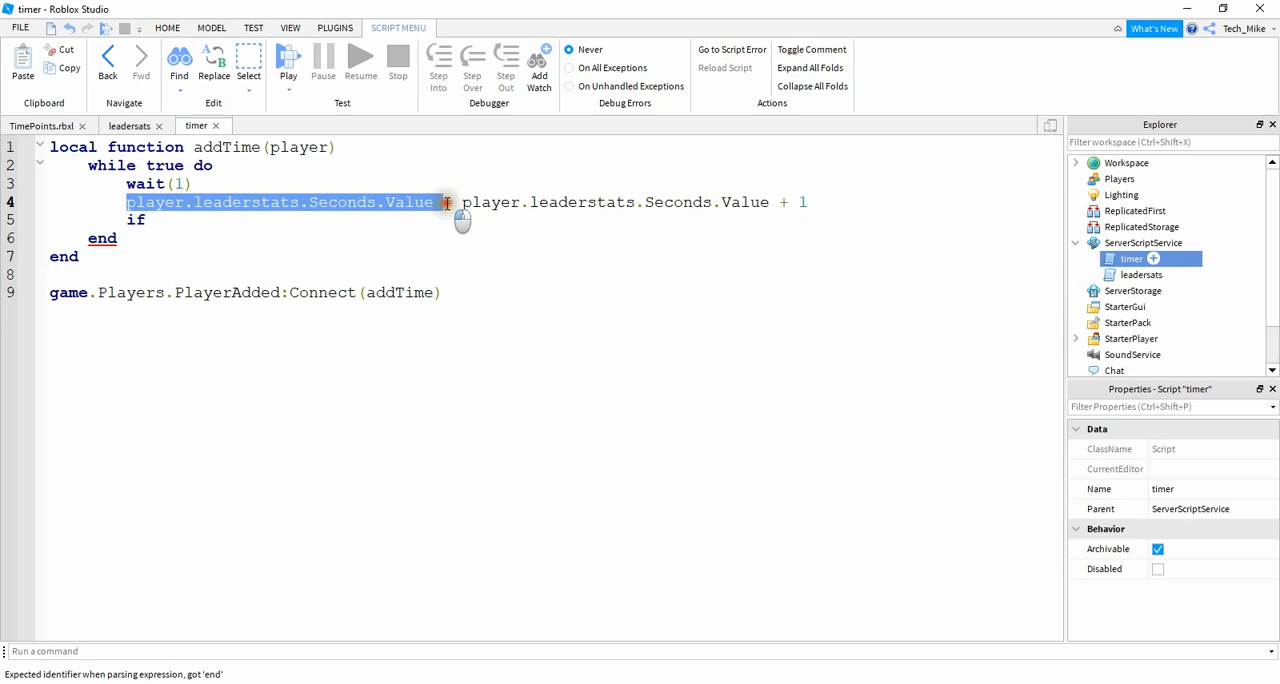 timer - Roblox Studio
FILE HOME MODEL TEST VIEW PLUGINS SCRIPT MENU What's New Tech_Mike
Paste Cut Copy Back Fwd Find Replace Select Play Pause Resume Stop Step Into Step Over Step Out Add Watch
Never
On All Exceptions
On Unhandled Exceptions
Go to Script Error
Reload Script
Toggle Comment
Expand All Folds
Collapse All Folds
Clipboard Navigate Edit Test Debugger Debug Errors Actions
TimePoints.rbxl leadersats timer
1 local function addTime(player)
2 while true do
3 wait(1)
4 player.leaderstats.Seconds.Value player.leaderstats.Seconds.Value + 1
5 if
6 end
7 end
8
9 game.Players.PlayerAdded:Connect(addTime)
Explorer
Filter workspace (Ctrl+Shift+X)
Workspace
Players
Lighting
ReplicatedFirst
ReplicatedStorage
ServerScriptService
timer
leadersats
ServerStorage
StarterGui
StarterPack
StarterPlayer
SoundService
Chat
Properties - Script "timer"
Filter Properties (Ctrl+Shift+P)
Data
ClassName Script
CurrentEditor
Name timer
Parent ServerScriptService
Behavior
Archivable
Disabled
Run a command
Expected identifier when parsing expression, got 'end'